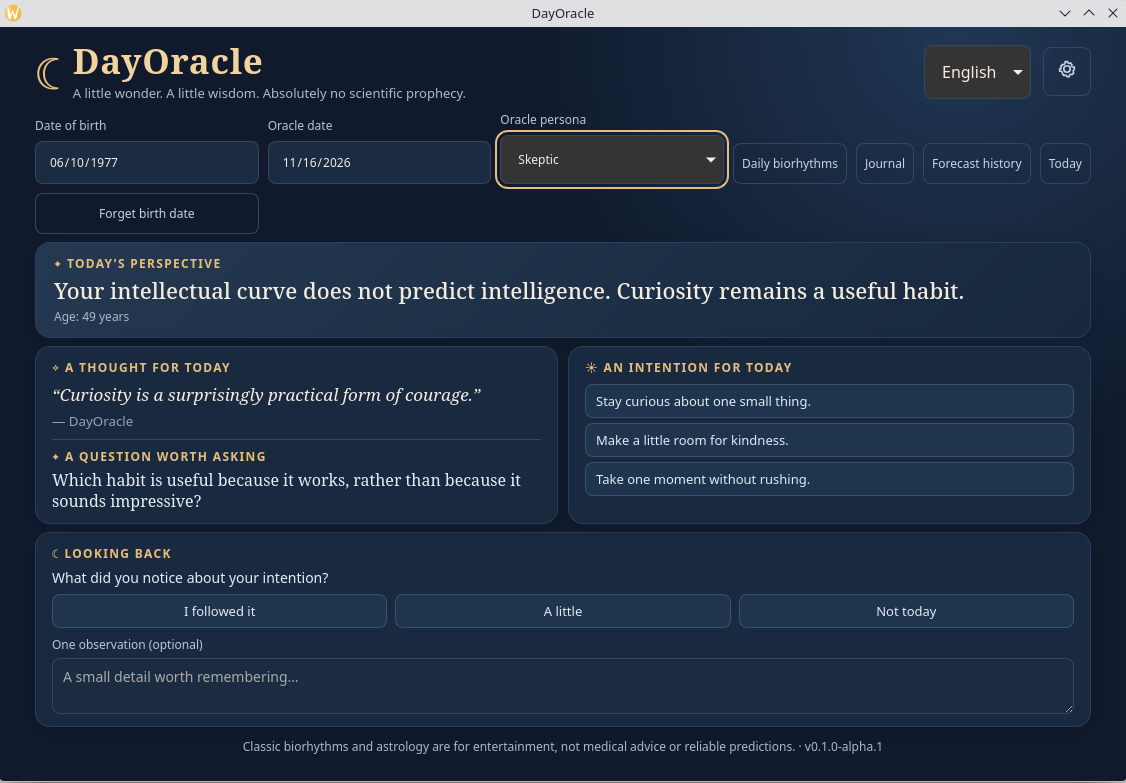 DayOracle
DayOracle
A little wonder. A little wisdom. Absolutely no scientific prophecy.
English
Date of birth
Oracle date
Oracle persona
06/10/1977
11/16/2026
Skeptic
Daily biorhythms
Journal
Forecast history
Today
Forget birth date
✦ TODAY'S PERSPECTIVE
Your intellectual curve does not predict intelligence. Curiosity remains a useful habit.
Age: 49 years
✧ A THOUGHT FOR TODAY
“Curiosity is a surprisingly practical form of courage.”
— DayOracle
✦ A QUESTION WORTH ASKING
Which habit is useful because it works, rather than because it
sounds impressive?
☀ AN INTENTION FOR TODAY
Stay curious about one small thing.
Make a little room for kindness.
Take one moment without rushing.
☾ LOOKING BACK
What did you notice about your intention?
I followed it
A little
Not today
One observation (optional)
A small detail worth remembering...
Classic biorhythms and astrology are for entertainment, not medical advice or reliable predictions. · v0.1.0-alpha.1